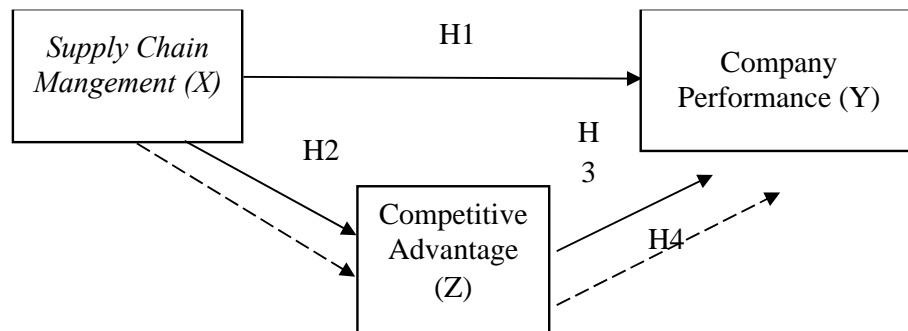 Supply Chain
Mangement (X)
H1
Company
Performance (Y)
H2
H
3
Competitive
Advantage
(Z)
H4